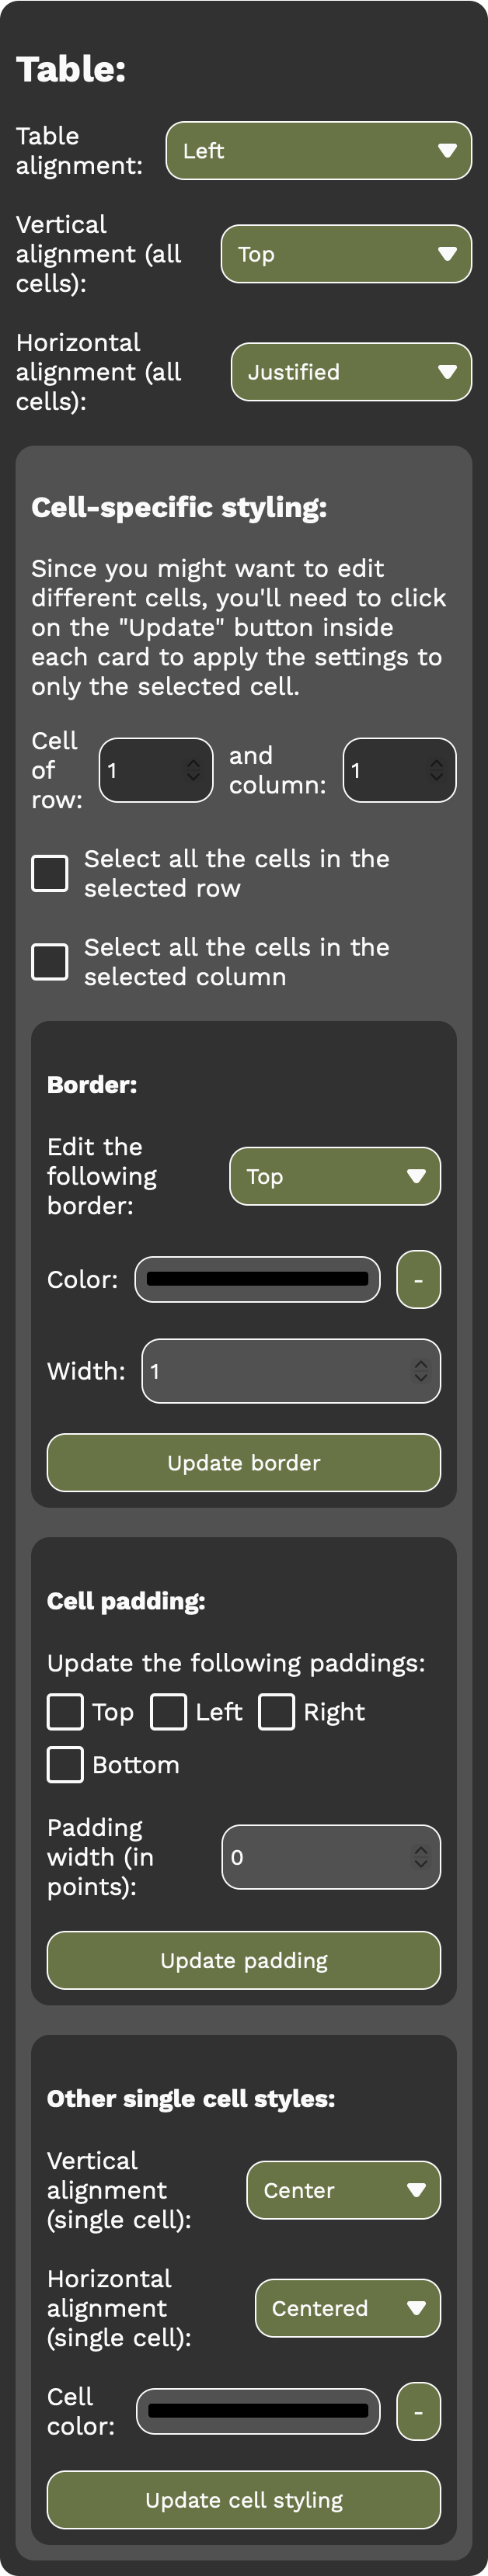 Table:
Table
alignment:
Left
Vertical
alignment (all
cells):
Top
Horizontal
alignment (all
cells):
Justified
Cell-specific styling:
Since you might want to edit
different cells, you'll need to click
on the "Update" button inside
each card to apply the settings to
only the selected cell.
Cell
of
row:
1
and
column:
1
Select all the cells in the
selected row
Select all the cells in the
selected column
Border:
Edit the
following
border:
Top
Color:
-
Width:
1
Update border
Cell padding:
Update the following paddings:
Top Left Right
Bottom
Padding
width (in
points):
0
Update padding
Other single cell styles:
Vertical
alignment
(single cell):
Center
Horizontal
alignment
(single cell):
Centered
Cell
color:
-
Update cell styling